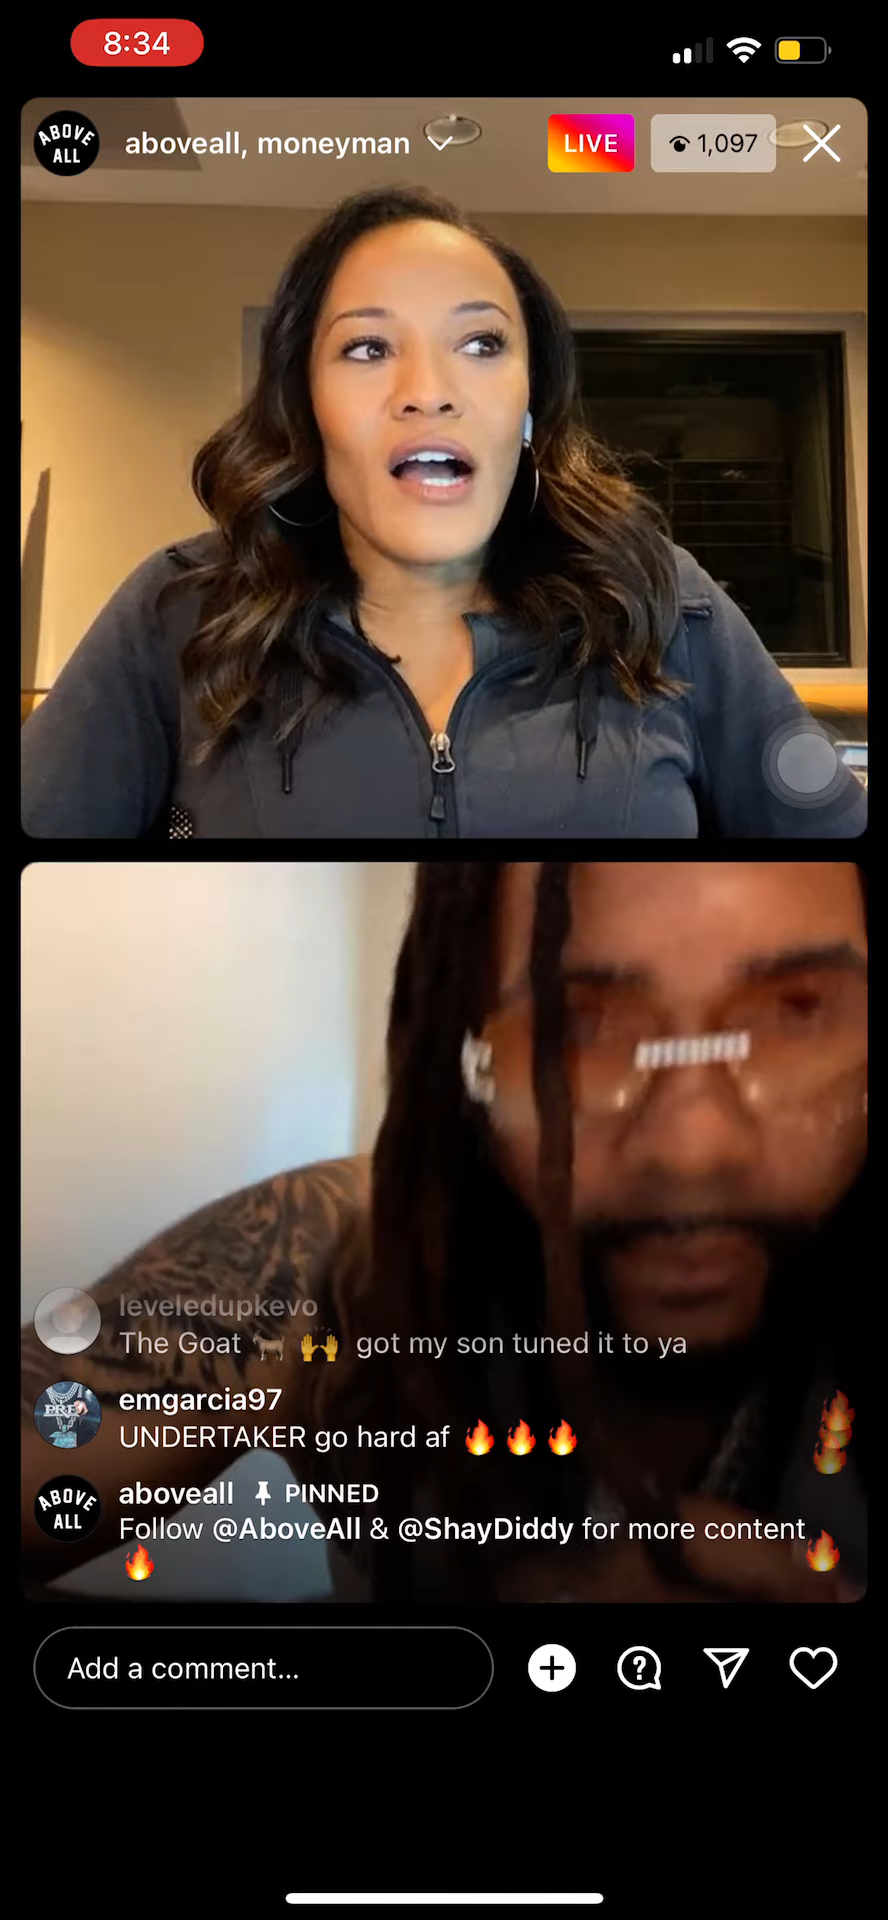 8:34
ABOVE
ALL
aboveall, moneyman
LIVE
1,097
leveledupkevo
The Goat 🐐 🙌 got my son tuned it to ya
PRE
emgarcia97
UNDERTAKER go hard af 🔥 🔥 🔥
ABOVE
ALL
aboveall PINNED
Follow @AboveAll & @ShayDiddy for more content
🔥
Add a comment...